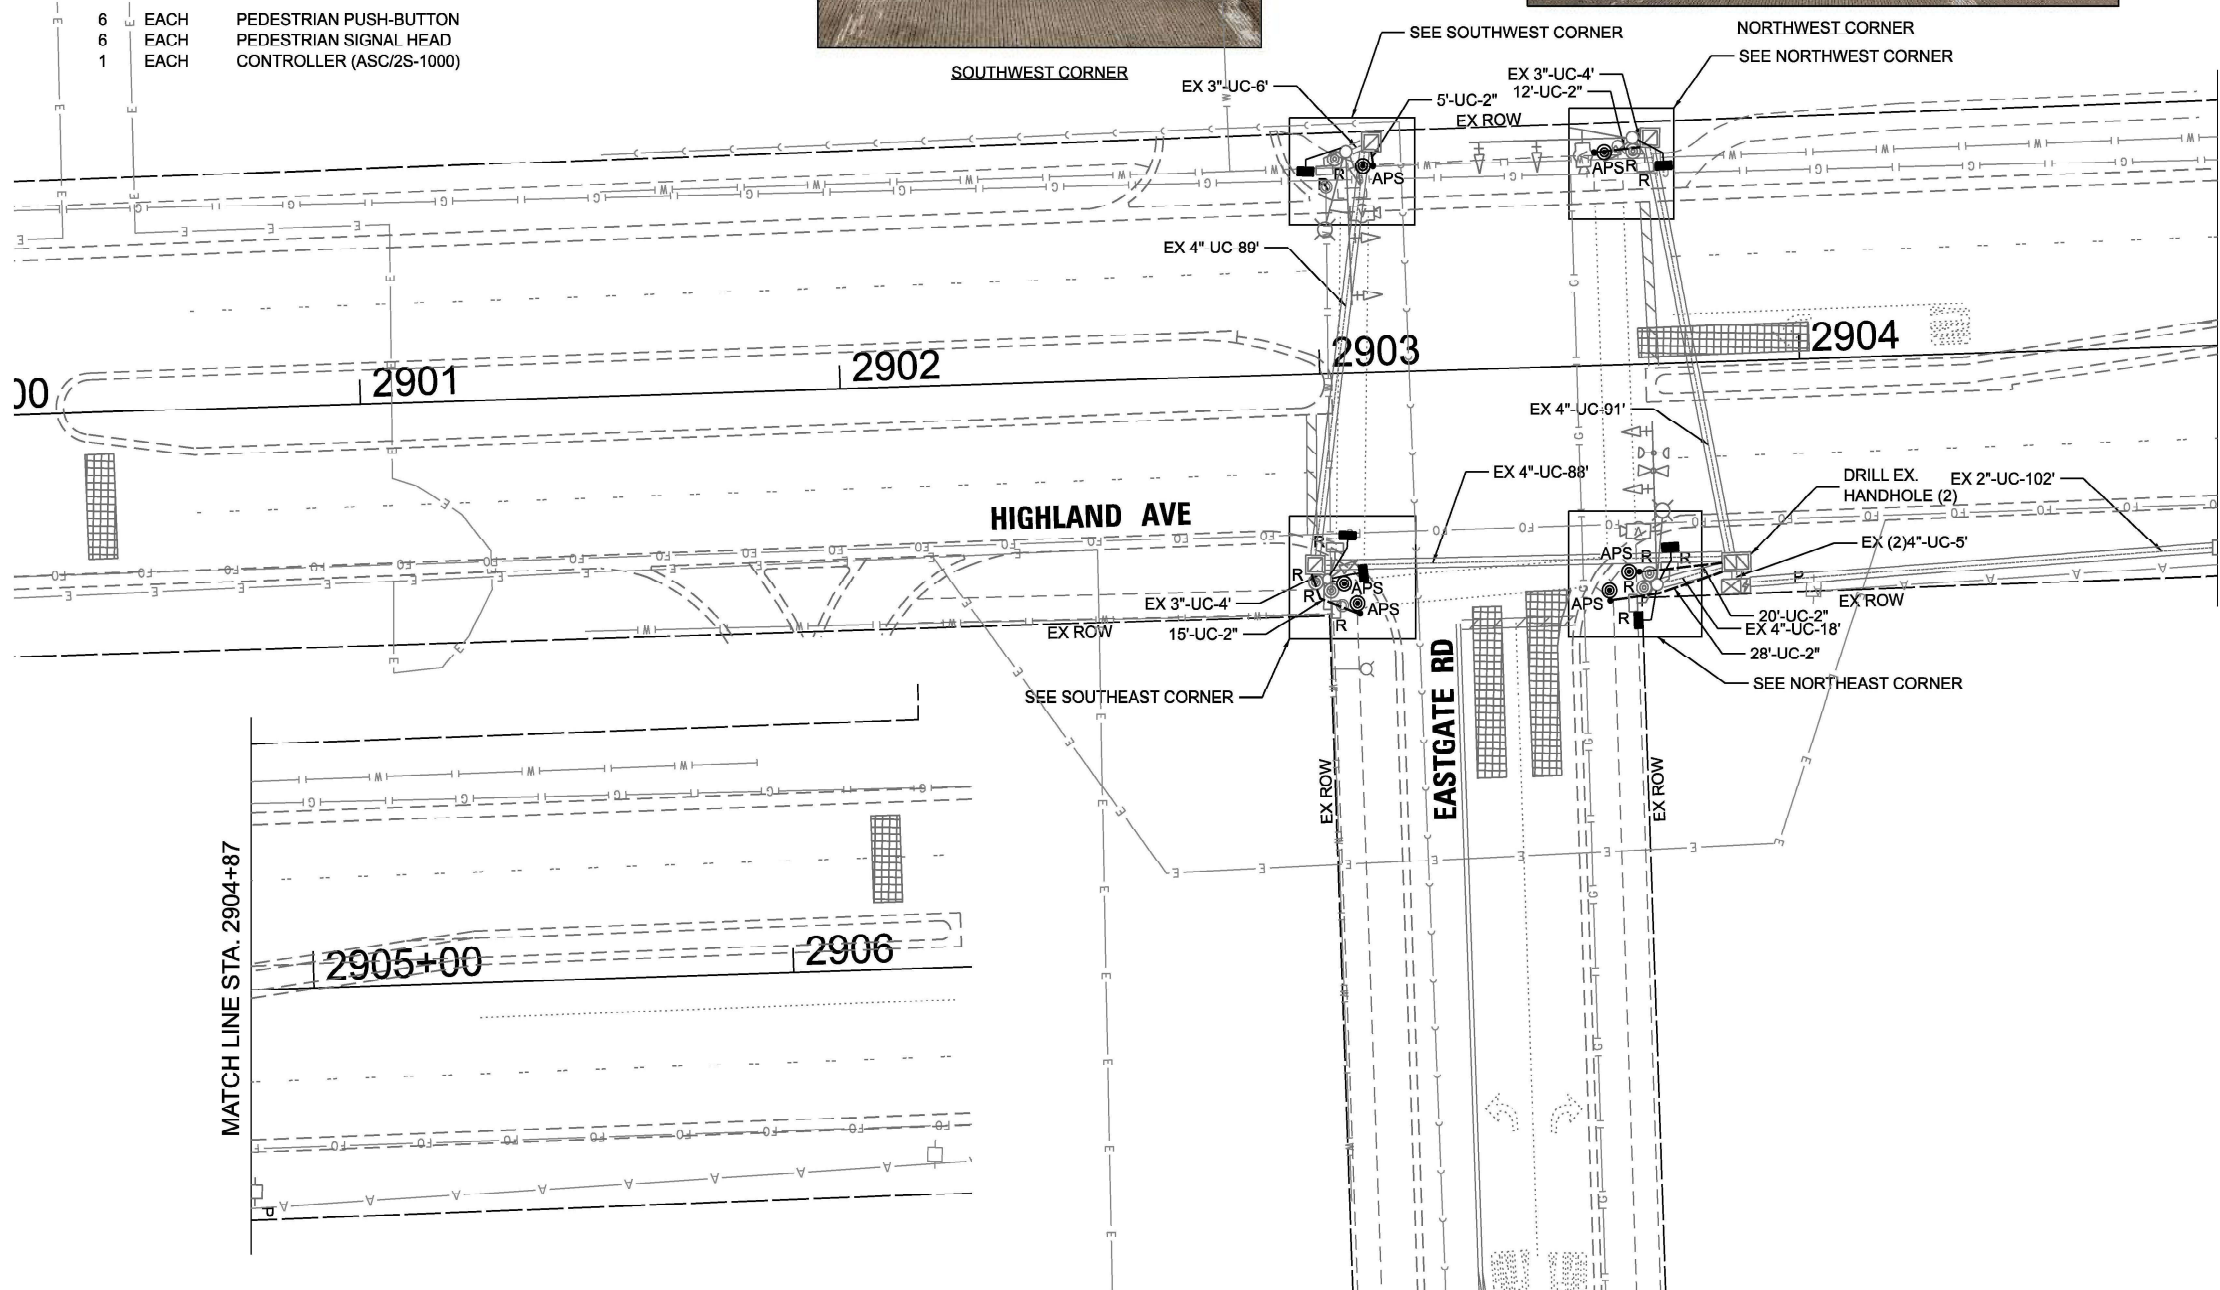 6 EACH PEDESTRIAN PUSH-BUTTON
6 EACH PEDESTRIAN SIGNAL HEAD
1 EACH CONTROLLER (ASC/2S-1000)
SOUTHWEST CORNER
SEE SOUTHWEST CORNER
NORTHWEST CORNER
SEE NORTHWEST CORNER
EX 3"-UC-6'
5'-UC-2"
EX ROW
EX 3"-UC-4'
12'-UC-2"
APS
R
R
APS
R
R
EX 4" UC 89'
00
2901
2902
2903
2904
EX 4"-UC-91'
EX 4"-UC-88'
DRILL EX.
HANDHOLE (2)
EX 2"-UC-102'
EX (2)4"-UC-5'
HIGHLAND AVE
R
R
R
R
APS
APS
EX 3"-UC-4'
15'-UC-2"
EX ROW
APS
R
R
R
APS
R
P
EX ROW
20'-UC-2"
EX 4"-UC-18'
28'-UC-2"
SEE SOUTHEAST CORNER
SEE NORTHEAST CORNER
EX ROW
EASTGATE RD
EX ROW
MATCH LINE STA. 2904+87
2905+00
2906
P